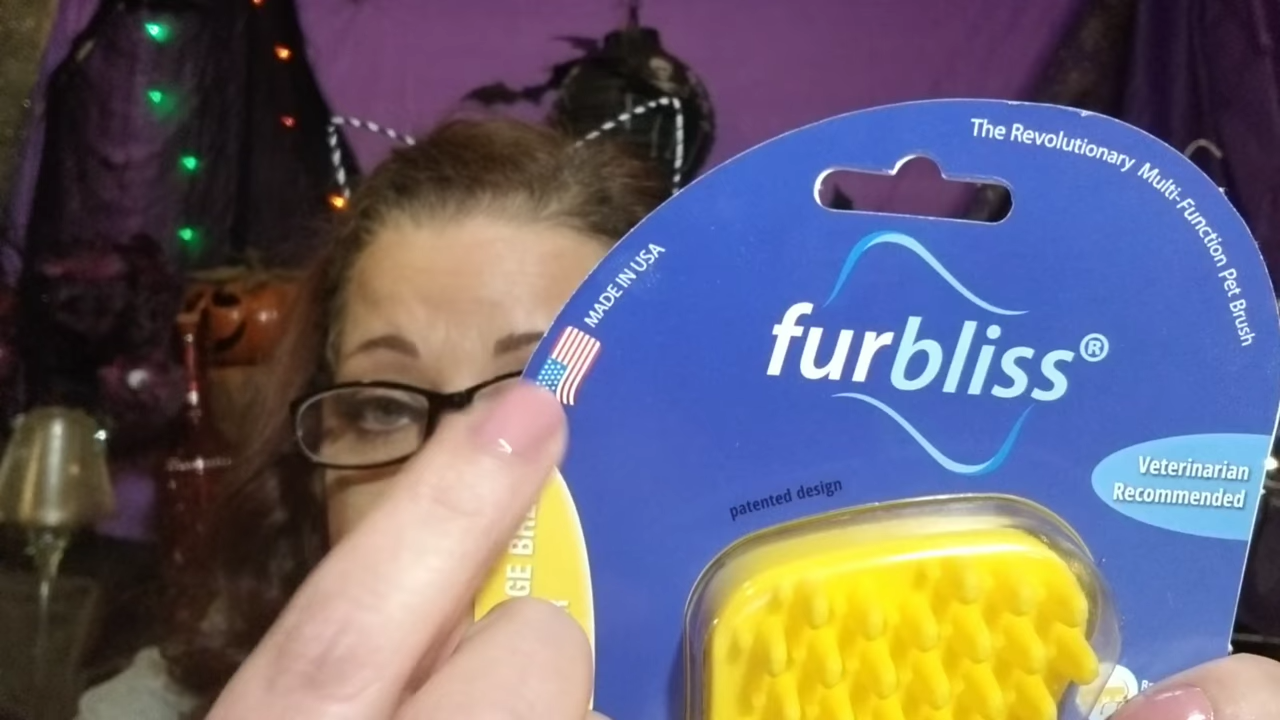 The Revolutionary Multi-Function Pet Brush
MADE IN USA
furbliss®
Veterinarian
Recommended
patented design